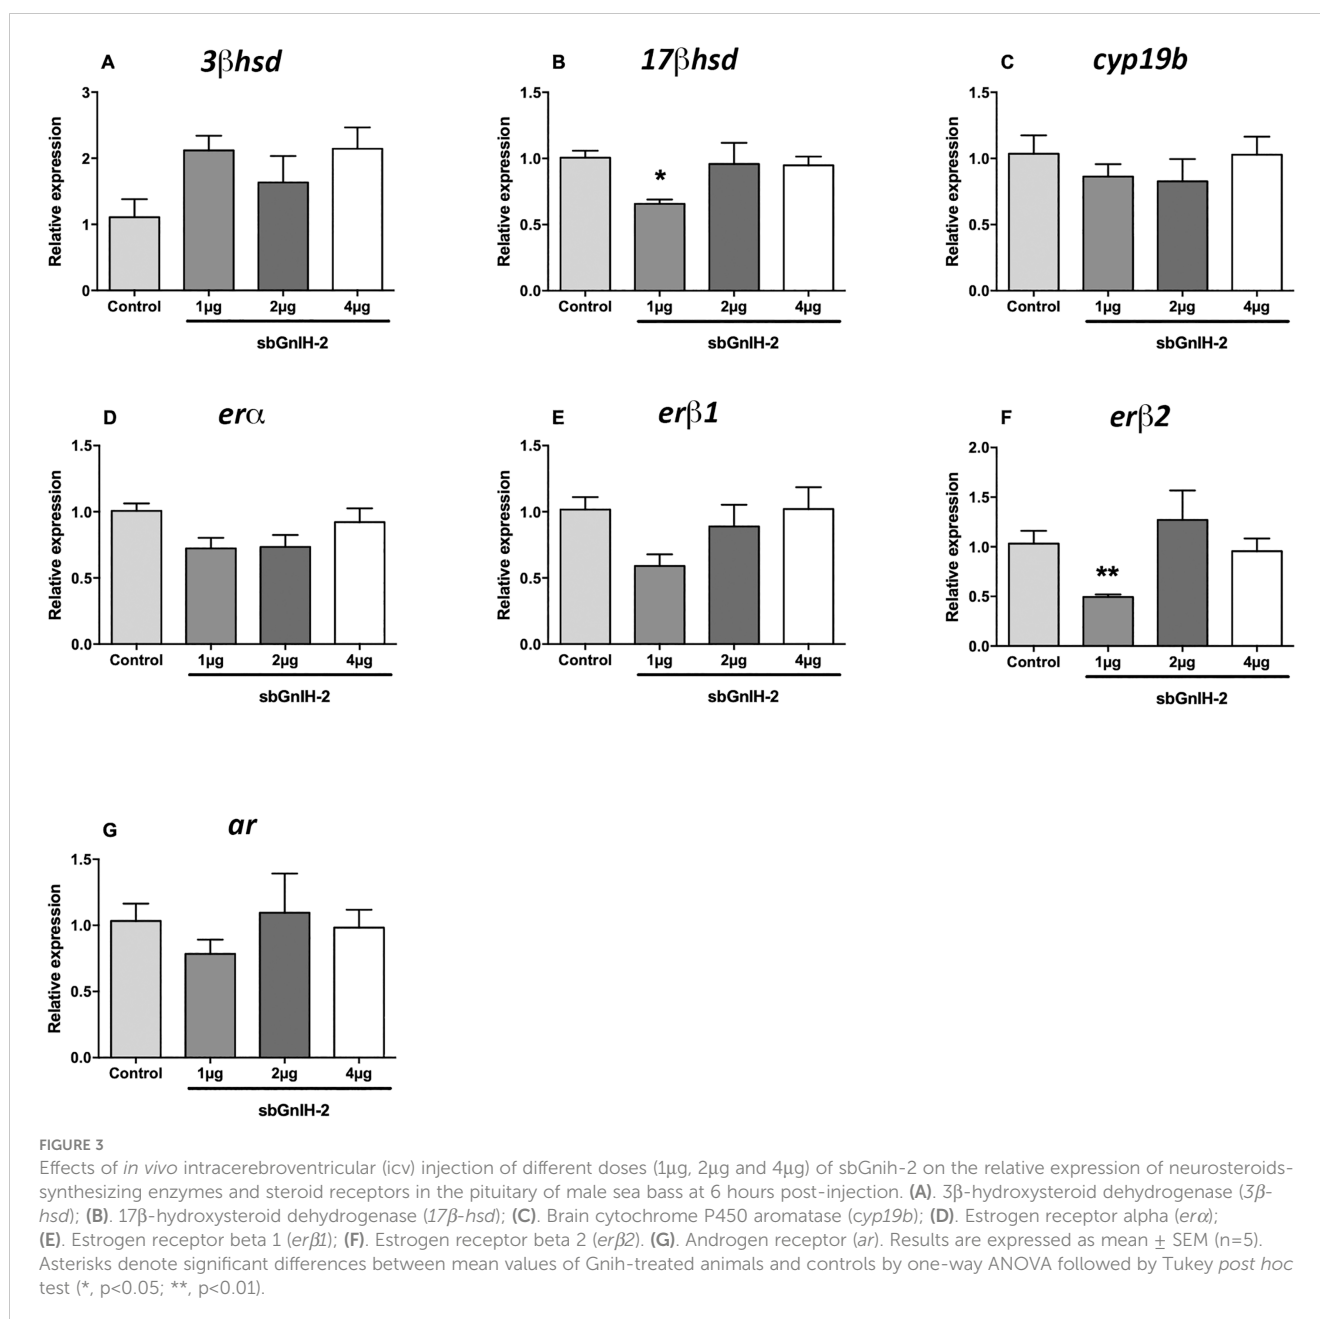 A
3βhsd
Relative expression
3
2
1
0
Control
1µg
2µg
4µg
sbGnIH-2
B
17βhsd
Relative expression
1.5
1.0
0.5
0.0
*
Control
1µg
2µg
4µg
sbGnIH-2
C
cyp19b
Relative expression
1.5
1.0
0.5
0.0
Control
1µg
2µg
4µg
sbGnIH-2
D
erα
Relative expression
1.5
1.0
0.5
0.0
Control
1µg
2µg
4µg
sbGnIH-2
E
erβ1
Relative expression
1.5
1.0
0.5
0.0
Control
1µg
2µg
4µg
sbGnIH-2
F
erβ2
Relative expression
2.0
1.5
1.0
0.5
0.0
**
Control
1µg
2µg
4µg
sbGnIH-2
G
ar
Relative expression
1.5
1.0
0.5
0.0
Control
1µg
2µg
4µg
sbGnIH-2
FIGURE 3
Effects of in vivo intracerebroventricular (icv) injection of different doses (1µg, 2µg and 4µg) of sbGnih-2 on the relative expression of neurosteroids-
synthesizing enzymes and steroid receptors in the pituitary of male sea bass at 6 hours post-injection. (A). 3β-hydroxysteroid dehydrogenase (3β-
hsd); (B). 17β-hydroxysteroid dehydrogenase (17β-hsd); (C). Brain cytochrome P450 aromatase (cyp19b); (D). Estrogen receptor alpha (erα);
(E). Estrogen receptor beta 1 (erβ1); (F). Estrogen receptor beta 2 (erβ2). (G). Androgen receptor (ar). Results are expressed as mean ± SEM (n=5).
Asterisks denote significant differences between mean values of Gnih-treated animals and controls by one-way ANOVA followed by Tukey post hoc
test (*, p<0.05; **, p<0.01).